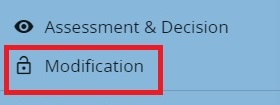 Assessment & Decision
Modification